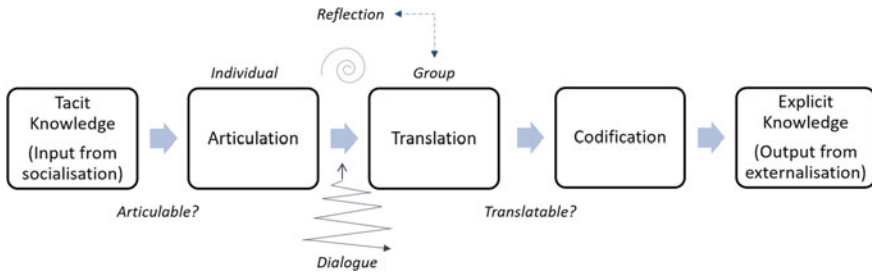 Reflection
Individual
Group
Tacit
Knowledge
(Input from
socialisation)
Articulation
Translation
Codification
Explicit
Knowledge
(Output from
externalisation)
Articulable?
Translatable?
Dialogue